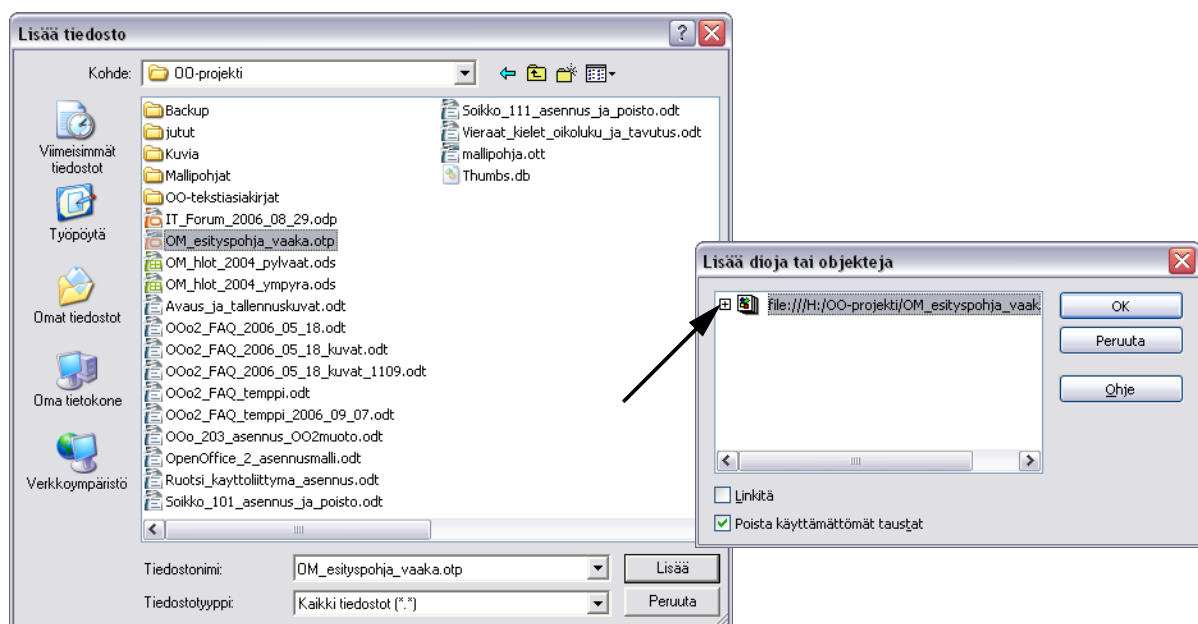 Lisää tiedosto
Kohde:
OO-projekti
Viimeisimmät
tiedostot
Työpöytä
Omat tiedostot
Oma tietokone
Verkkoympäristö
Backup
jutut
Kuvia
Mallipohjat
OO-tekstiasiakirjat
IT_Forum_2006_08_29.odp
OM_esityspohja_vaaka.otp
OM_hlot_2004_pylvaat.ods
OM_hlot_2004_ympyra.ods
Avaus_ja_tallennuskuvat.odt
OOo2_FAQ_2006_05_18.odt
OOo2_FAQ_2006_05_18_kuvat.odt
OOo2_FAQ_2006_05_18_kuvat_1109.odt
OOo2_FAQ_temppi.odt
OOo2_FAQ_temppi_2006_09_07.odt
OOo_203_asennus_OO2muoto.odt
OpenOffice_2_asennusmalli.odt
Ruotsi_kayttoliittyma_asennus.odt
Soikko_101_asennus_ja_poisto.odt
Soikko_111_asennus_ja_poisto.odt
Vieraat_kielet_oikoluku_ja_tavutus.odt
mallipohja.ott
Thumbs.db
Tiedostonimi:
OM_esityspohja_vaaka.otp
Lisää
Tiedostotyyppi:
Kaikki tiedostot (*.*)
Peruuta
Lisää dioja tai objekteja
file:///H:/OO-projekti/OM_esityspohja_vaak
OK
Peruuta
Ohje
Linkitä
Poista käyttämättömät taustat